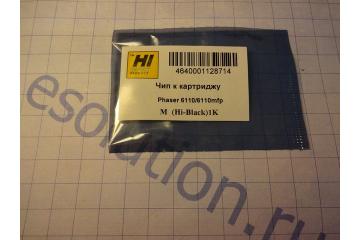 HI
4640001128714
Чип к картриджу
Phaser 6110/6110mfp
M (Hi-Black)1K
esolution.ru